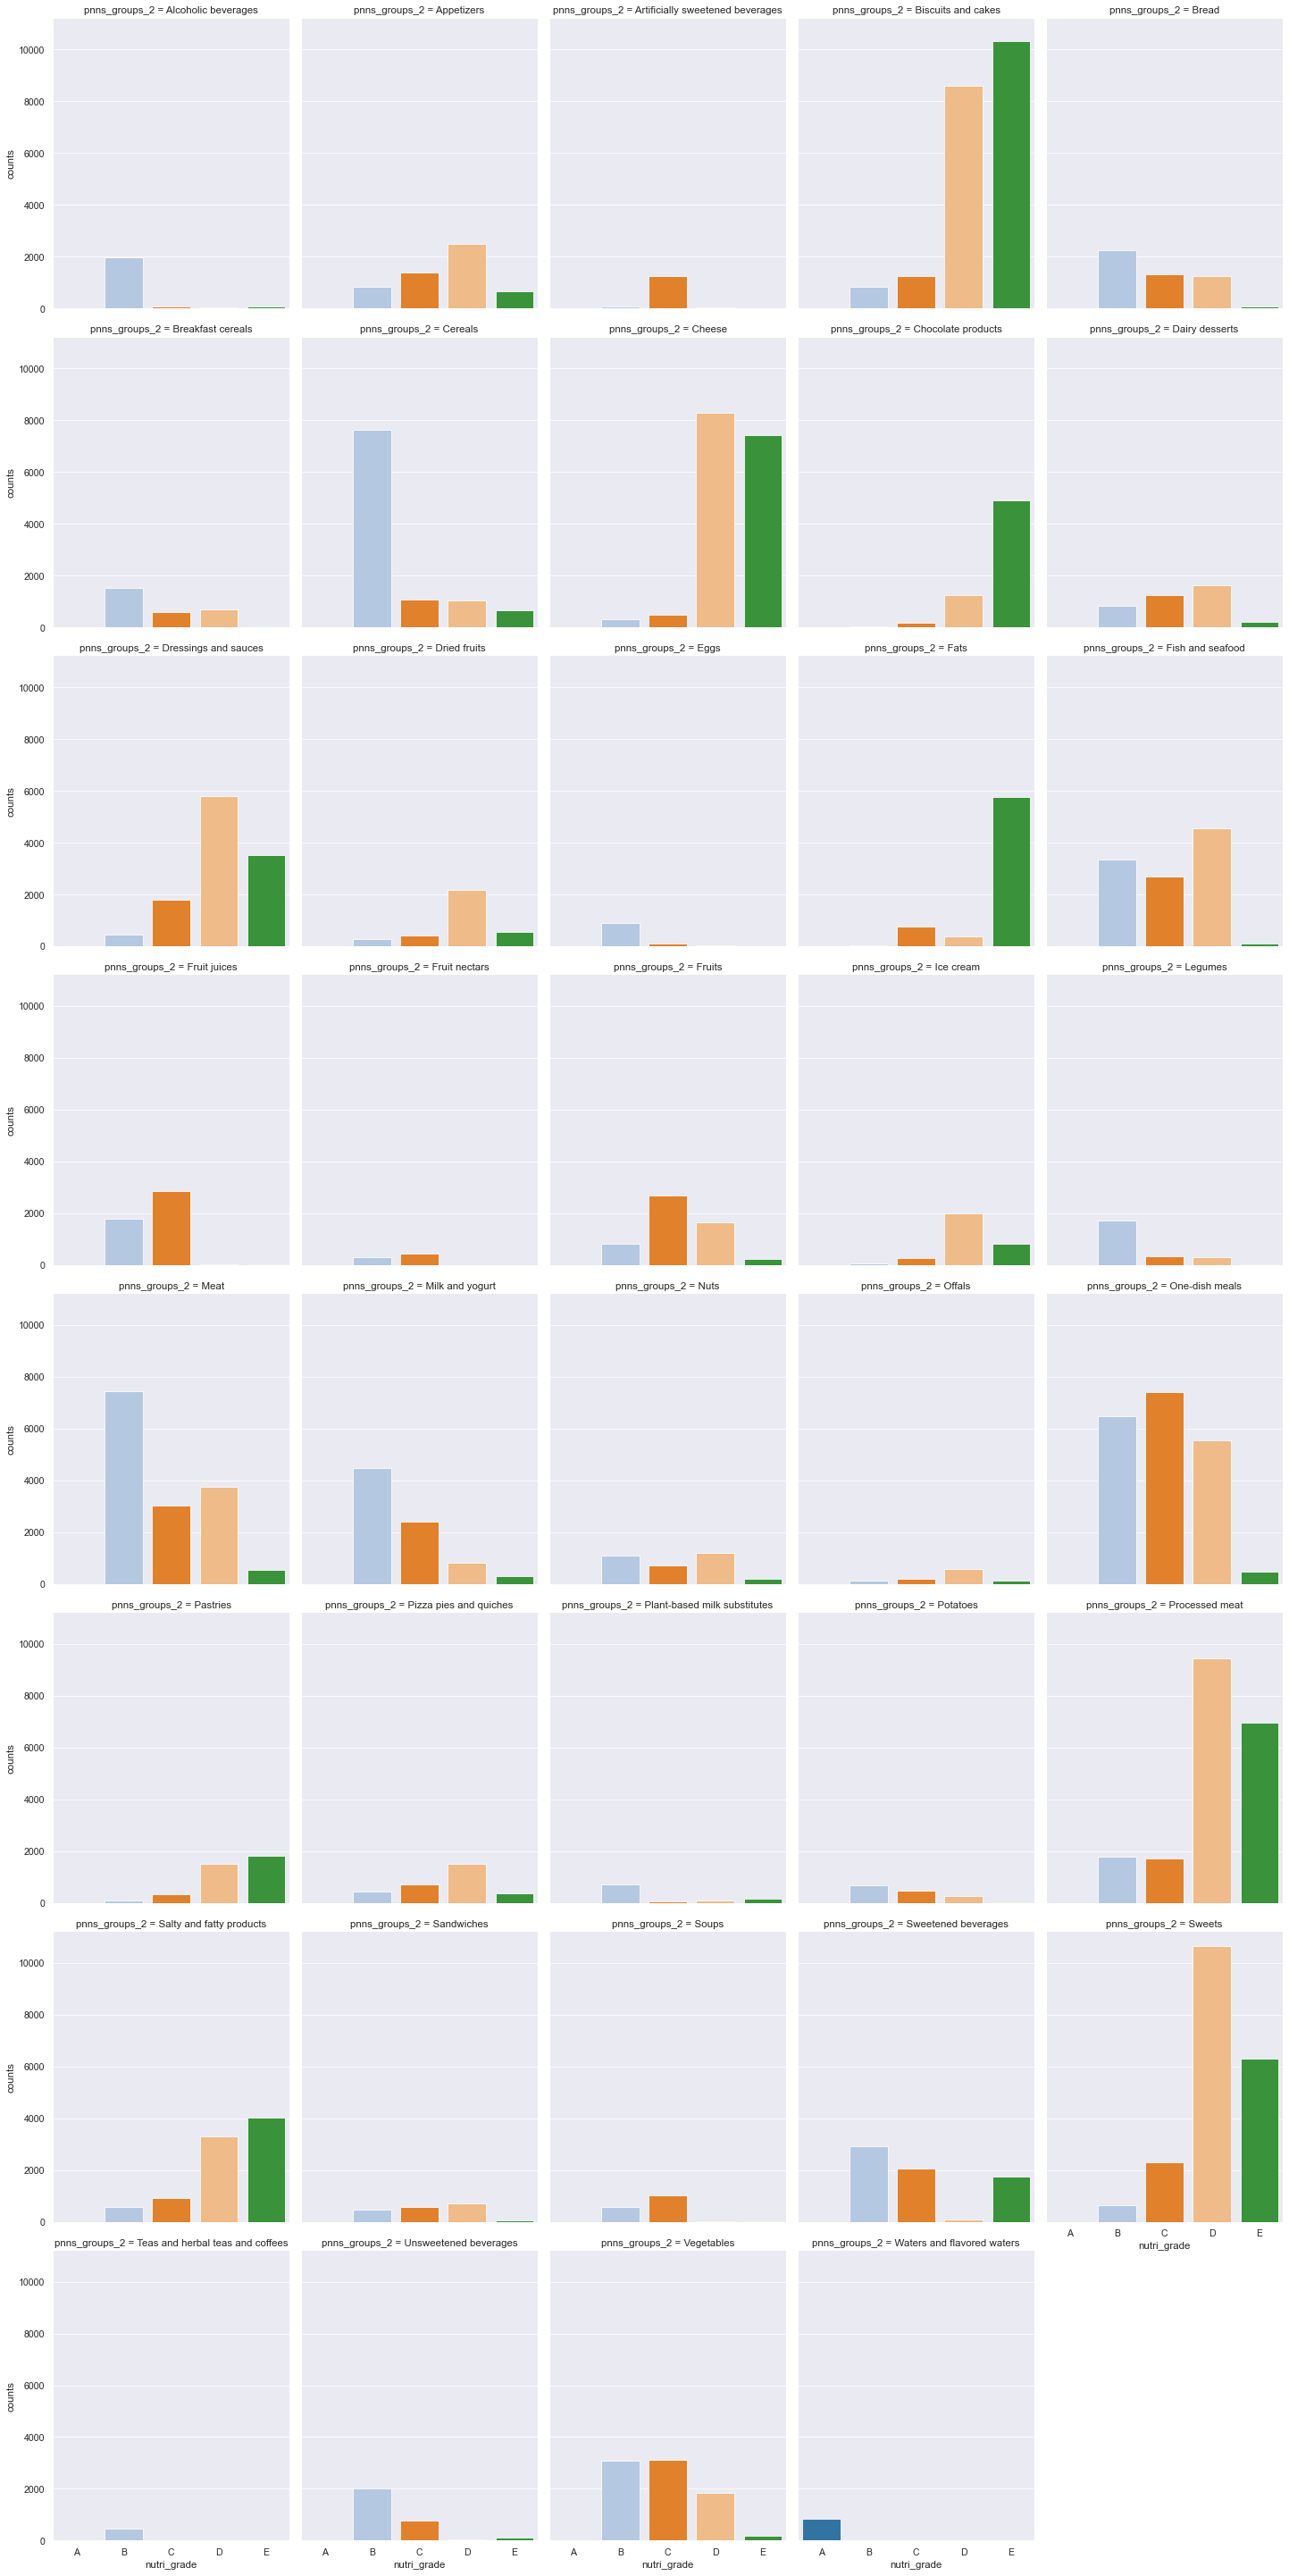 pnns_groups_2 = Alcoholic beverages
pnns_groups_2 = Appetizers
pnns_groups_2 = Artificially sweetened beverages
pnns_groups_2 = Biscuits and cakes
pnns_groups_2 = Bread
10000
8000
6000
4000
2000
0
counts
pnns_groups_2 = Breakfast cereals
pnns_groups_2 = Cereals
pnns_groups_2 = Cheese
pnns_groups_2 = Chocolate products
pnns_groups_2 = Dairy desserts
10000
8000
6000
4000
2000
0
counts
pnns_groups_2 = Dressings and sauces
pnns_groups_2 = Dried fruits
pnns_groups_2 = Eggs
pnns_groups_2 = Fats
pnns_groups_2 = Fish and seafood
10000
8000
6000
4000
2000
0
counts
pnns_groups_2 = Fruit juices
pnns_groups_2 = Fruit nectars
pnns_groups_2 = Fruits
pnns_groups_2 = Ice cream
pnns_groups_2 = Legumes
10000
8000
6000
4000
2000
0
counts
pnns_groups_2 = Meat
pnns_groups_2 = Milk and yogurt
pnns_groups_2 = Nuts
pnns_groups_2 = Offals
pnns_groups_2 = One-dish meals
10000
8000
6000
4000
2000
0
counts
pnns_groups_2 = Pastries
pnns_groups_2 = Pizza pies and quiches
pnns_groups_2 = Plant-based milk substitutes
pnns_groups_2 = Potatoes
pnns_groups_2 = Processed meat
10000
8000
6000
4000
2000
0
counts
pnns_groups_2 = Salty and fatty products
pnns_groups_2 = Sandwiches
pnns_groups_2 = Soups
pnns_groups_2 = Sweetened beverages
pnns_groups_2 = Sweets
10000
8000
6000
4000
2000
0
counts
A B C D E
nutri_grade
pnns_groups_2 = Teas and herbal teas and coffees
pnns_groups_2 = Unsweetened beverages
pnns_groups_2 = Vegetables
pnns_groups_2 = Waters and flavored waters
10000
8000
6000
4000
2000
0
counts
A B C D E
nutri_grade
A B C D E
nutri_grade
A B C D E
nutri_grade
A B C D E
nutri_grade